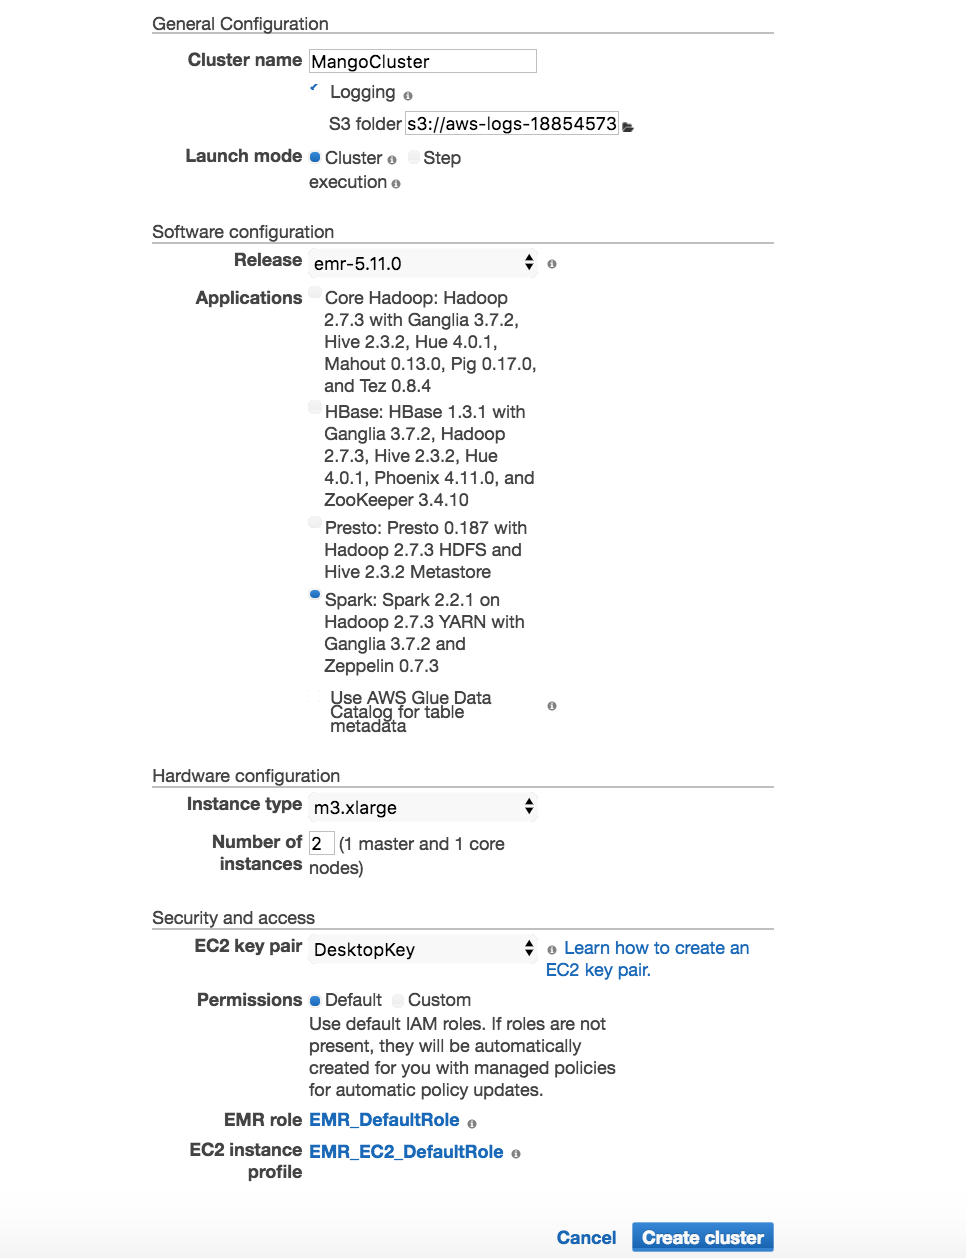 General Configuration
Cluster name MangoCluster
Logging
S3 folder s3://aws-logs-18854573
Launch mode Cluster Step
execution
Software configuration
Release emr-5.11.0
Applications Core Hadoop: Hadoop
2.7.3 with Ganglia 3.7.2,
Hive 2.3.2, Hue 4.0.1,
Mahout 0.13.0, Pig 0.17.0,
and Tez 0.8.4
HBase: HBase 1.3.1 with
Ganglia 3.7.2, Hadoop
2.7.3, Hive 2.3.2, Hue
4.0.1, Phoenix 4.11.0, and
ZooKeeper 3.4.10
Presto: Presto 0.187 with
Hadoop 2.7.3 HDFS and
Hive 2.3.2 Metastore
Spark: Spark 2.2.1 on
Hadoop 2.7.3 YARN with
Ganglia 3.7.2 and
Zeppelin 0.7.3
Use AWS Glue Data
Catalog for table
metadata
Hardware configuration
Instance type m3.xlarge
Number of instances 2 (1 master and 1 core
nodes)
Security and access
EC2 key pair DesktopKey Learn how to create an
EC2 key pair.
Permissions Default Custom
Use default IAM roles. If roles are not
present, they will be automatically
created for you with managed policies
for automatic policy updates.
EMR role EMR_DefaultRole
EC2 instance profile EMR_EC2_DefaultRole
Cancel Create cluster